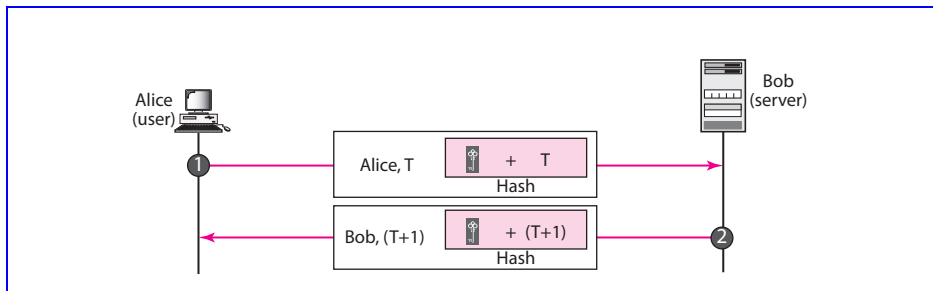 Alice
(user)
Bob
(server)
1
Alice, T
+ T
Hash
Bob, (T+1)
+ (T+1)
Hash
2